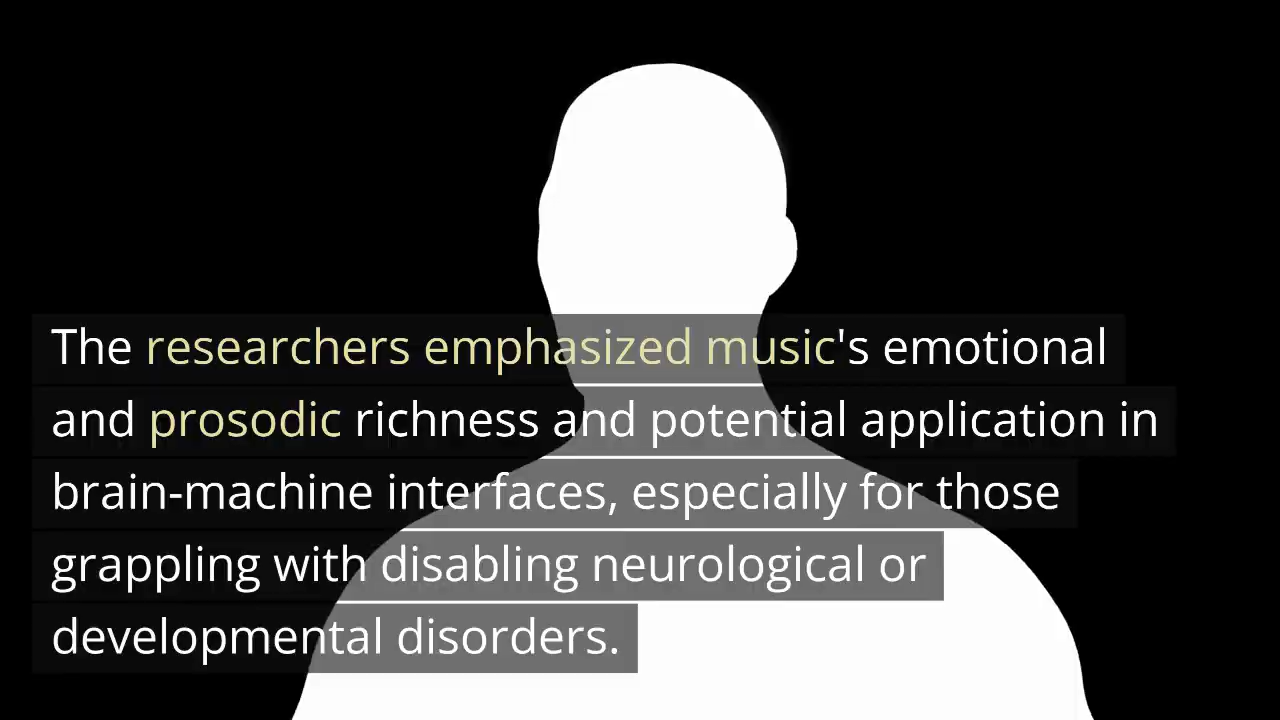 The researchers emphasized music's emotional
and prosodic richness and potential application in
brain-machine interfaces, especially for those
grappling with disabling neurological or
developmental disorders.